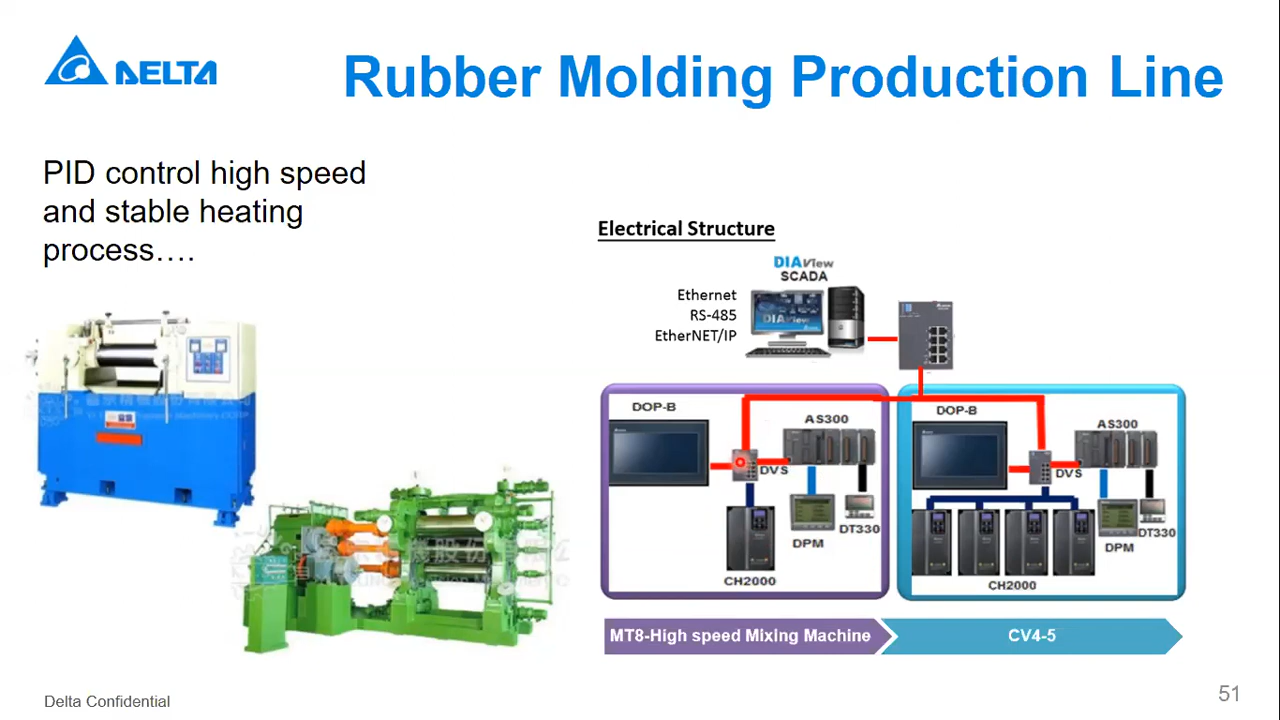 DELTA
Rubber Molding Production Line
PID control high speed
and stable heating
process....
Electrical Structure
DIAView
SCADA
Ethernet
RS-485
EtherNET/IP
DIAView
DOP-B
AS300
DVS
DPM
DT330
CH2000
DOP-B
AS300
DVS
DPM
DT330
CH2000
MT8-High speed MixIng Machine
CV4-5
Delta Confidential
51